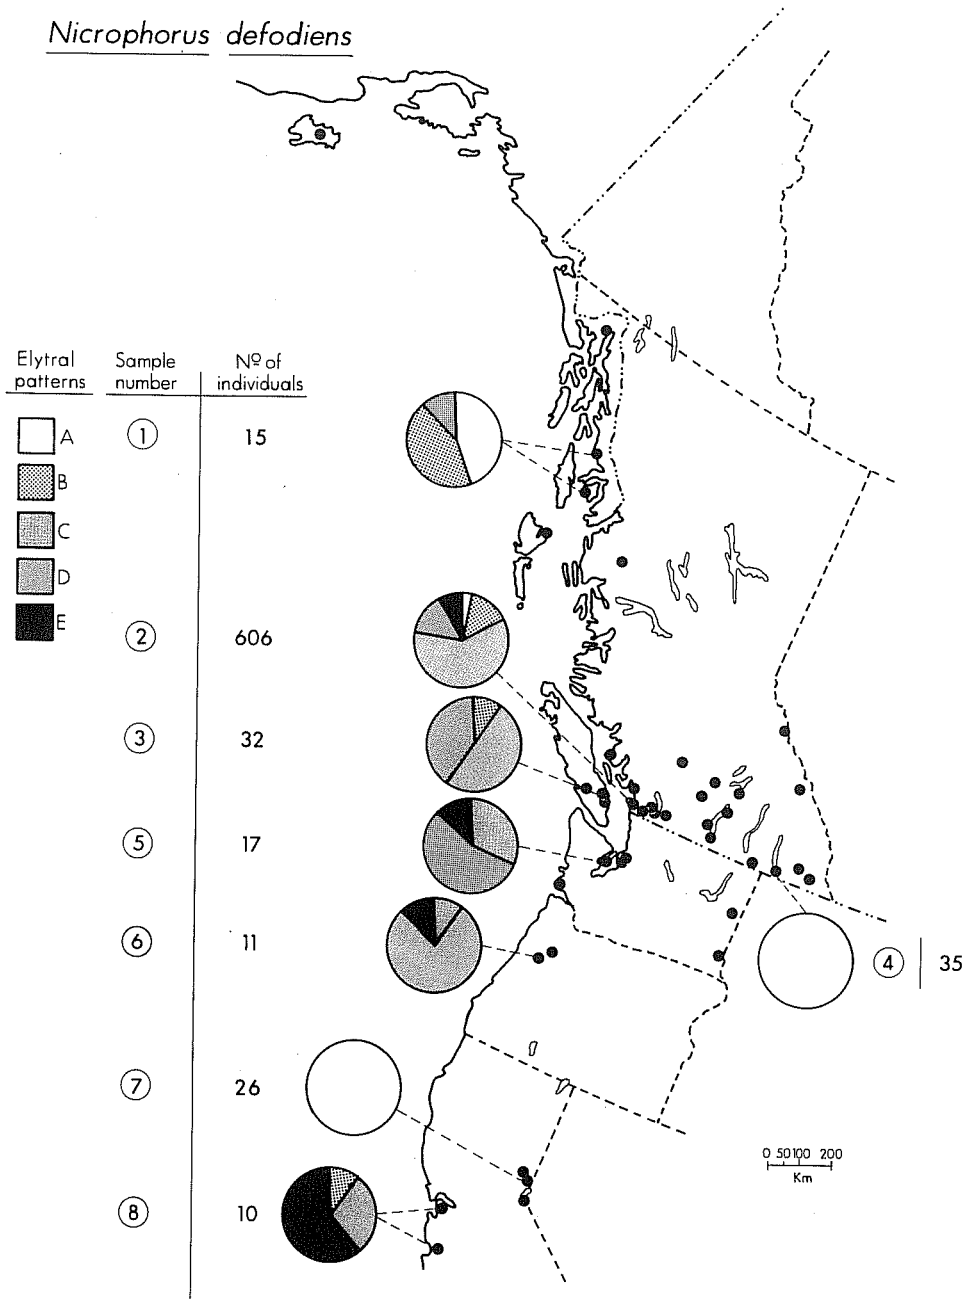 Nicrophorus defodiens
Elytral patterns
Sample number
Nº of individuals
A
B
C
D
E
1 15
2 606
3 32
5 17
6 11
4 35
7 26
8 10
0 50 100 200
Km